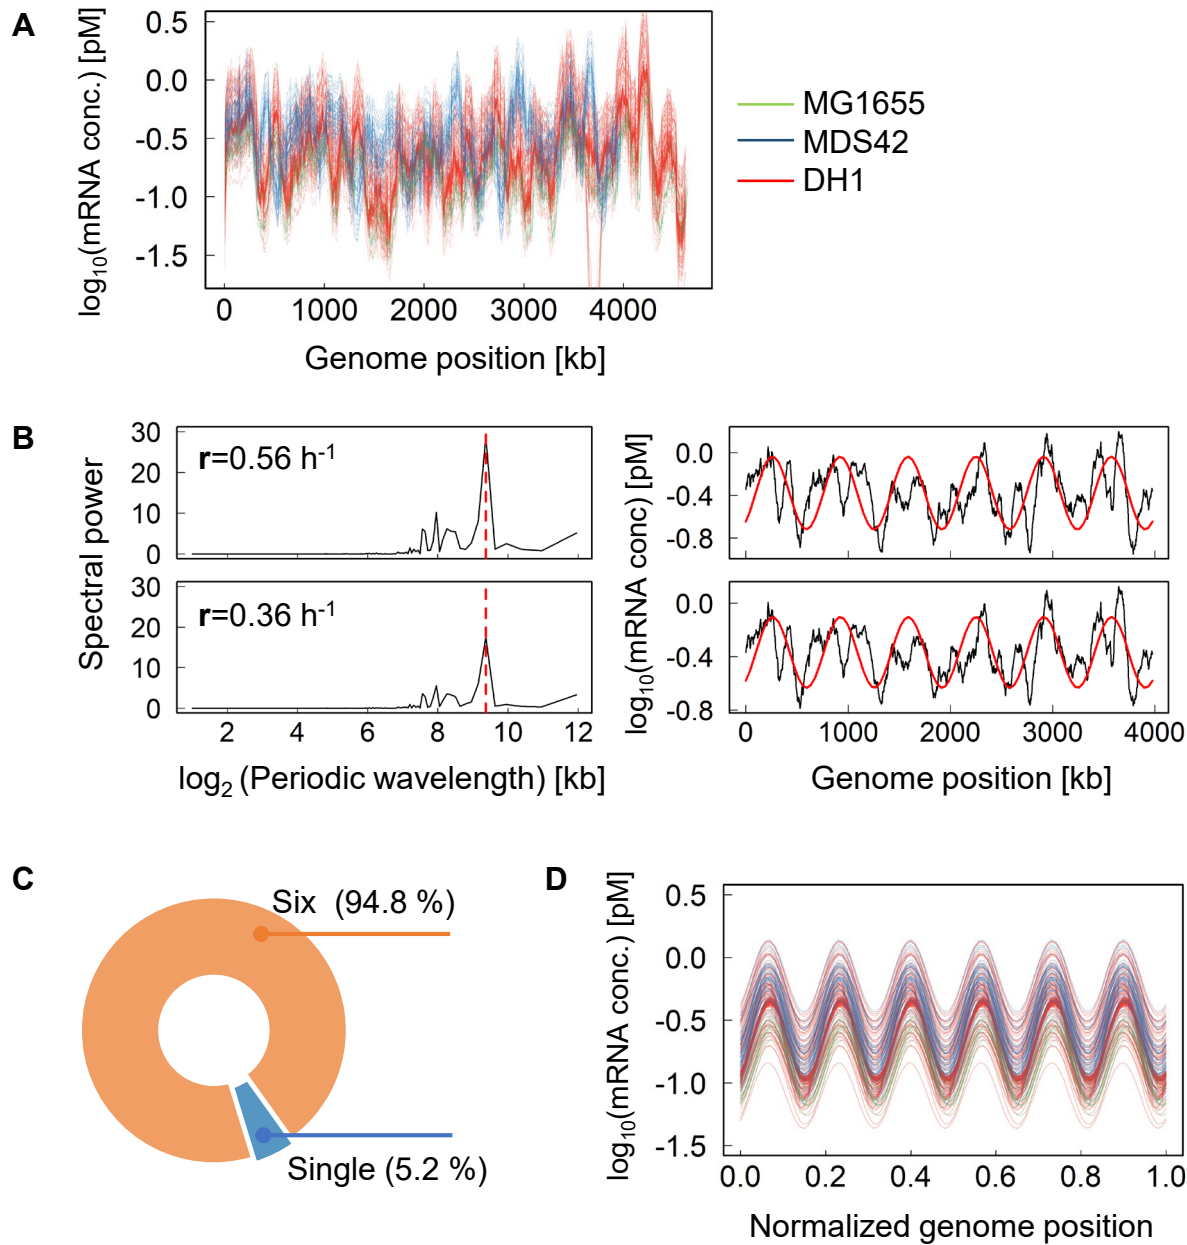 A
log10(mRNA conc.) [pM]
0.5
0.0
-0.5
-1.0
-1.5
0 1000 2000 3000 4000
Genome position [kb]
MG1655
MDS42
DH1
B
Spectral power
30
20
10
0
r=0.56 h-1
30
20
10
0
r=0.36 h-1
2 4 6 8 10 12
log2 (Periodic wavelength) [kb]
log10(mRNA conc) [pM]
0.0
-0.4
-0.8
0.0
-0.4
-0.8
0 1000 2000 3000 4000
Genome position [kb]
C
Six (94.8 %)
Single (5.2 %)
D
log10(mRNA conc.) [pM]
0.5
0.0
-0.5
-1.0
-1.5
0.0 0.2 0.4 0.6 0.8 1.0
Normalized genome position